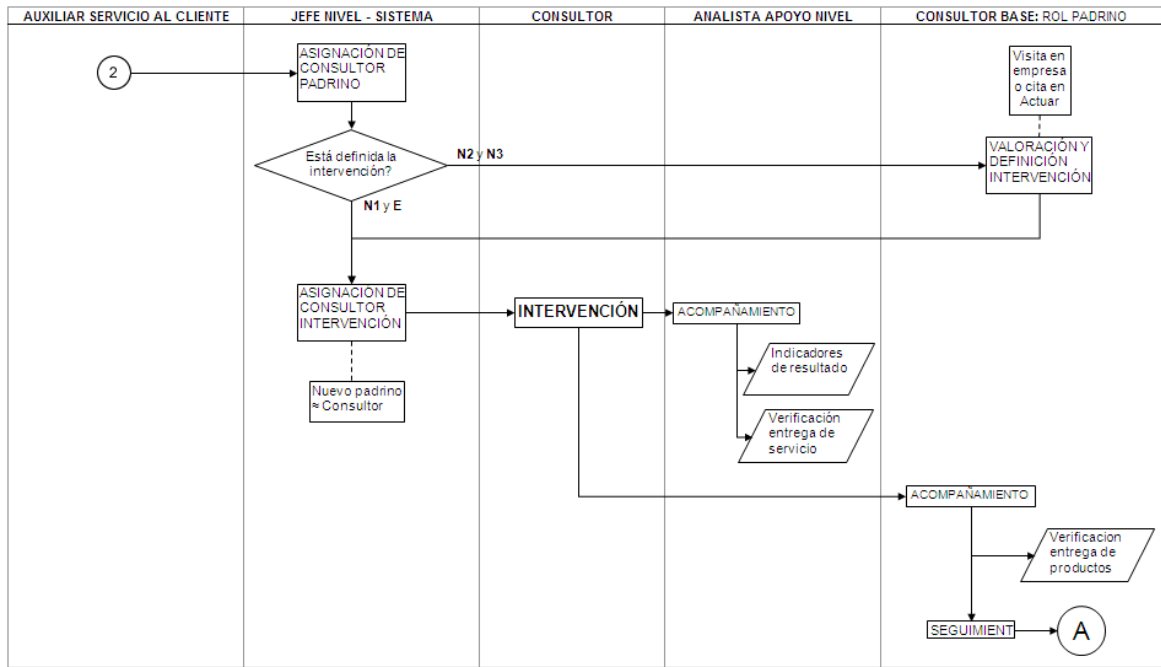 AUXILIAR SERVICIO AL CLIENTE
JEFE NIVEL - SISTEMA
CONSULTOR
ANALISTA APOYO NIVEL
CONSULTOR BASE: ROL PADRINO
2
ASIGNACIÓN DE
CONSULTOR
PADRINO
Visita en
empresa
o cita en
Actuar
Está definida la
intervención?
N2 y N3
VALORACIÓN Y
DEFINICIÓN
INTERVENCIÓN
N1 y E
ASIGNACIÓN DE
CONSULTOR
INTERVENCIÓN
INTERVENCIÓN
ACOMPAÑAMIENTO
Indicadores
de resultado
Nuevo padrino
≈ Consultor
Verificación
entrega de
servicio
ACOMPAÑAMIENTO
Verificacion
entrega de
productos
SEGUIMIENT
A